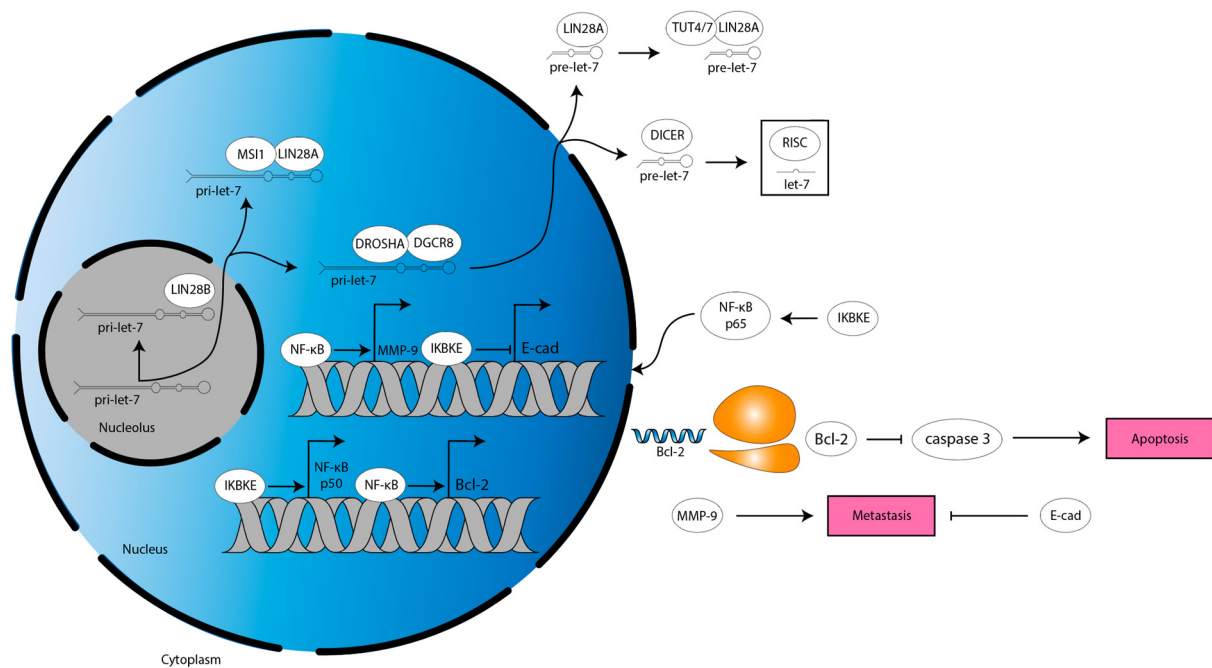 LIN28A
pre-let-7
TUT4/7 LIN28A
pre-let-7
DICER
pre-let-7
RISC
let-7
MSI1 LIN28A
pri-let-7
DROSHA DGCR8
pri-let-7
LIN28B
pri-let-7
pri-let-7
Nucleolus
NF-κB
MMP-9
IKBKE
E-cad
NF-κB
p65
IKBKE
IKBKE
NF-κB
p50
NF-κB
Bcl-2
Bcl-2
Bcl-2
caspase 3
Apoptosis
MMP-9
Metastasis
E-cad
Nucleus
Cytoplasm